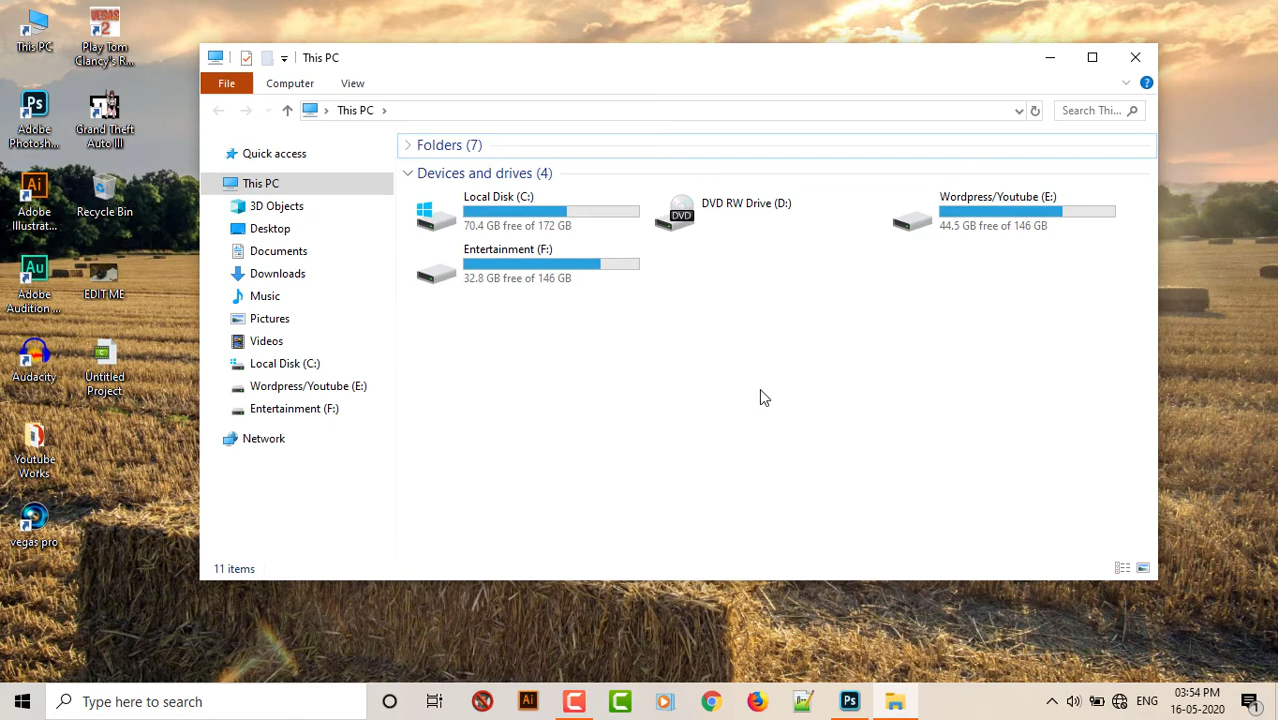 This PC
Play Tom
Clancy's R...
Adobe
Photosh...
Grand Theft
Auto III
Adobe
Illustrat...
Recycle Bin
Adobe
Audition ...
EDIT ME
Audacity
Untitled
Project
Youtube
Works
vegas pro
This PC
File
Computer
View
This PC
Search Thi...
Quick access
This PC
3D Objects
Desktop
Documents
Downloads
Music
Pictures
Videos
Local Disk (C:)
Wordpress/Youtube (E:)
Entertainment (F:)
Network
Folders (7)
Devices and drives (4)
Local Disk (C:)
70.4 GB free of 172 GB
DVD RW Drive (D:)
DVD
Wordpress/Youtube (E:)
44.5 GB free of 146 GB
Entertainment (F:)
32.8 GB free of 146 GB
11 items
Type here to search
ENG
03:54 PM
16-05-2020